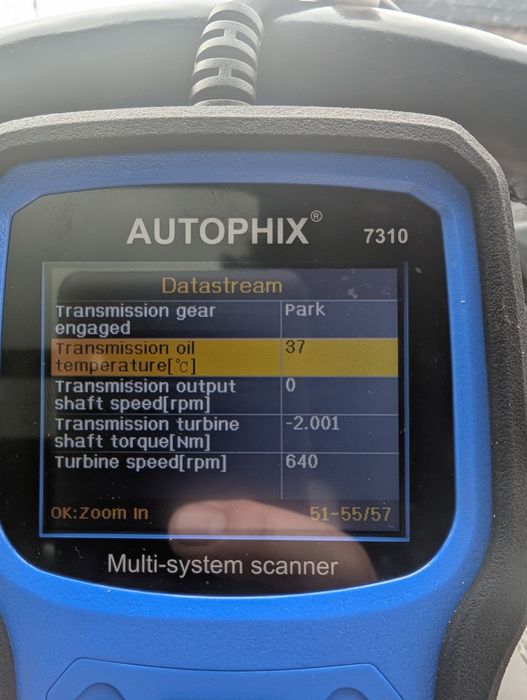 AUTOPHIX®
7310
Datastream
Transmission gear engaged Park
Transmission oil temperature[℃] 37
Transmission output shaft speed[rpm] 0
Transmission turbine shaft torque[Nm] -2.001
Turbine speed[rpm] 640
OK:Zoom In 51-55/57
Multi-system scanner